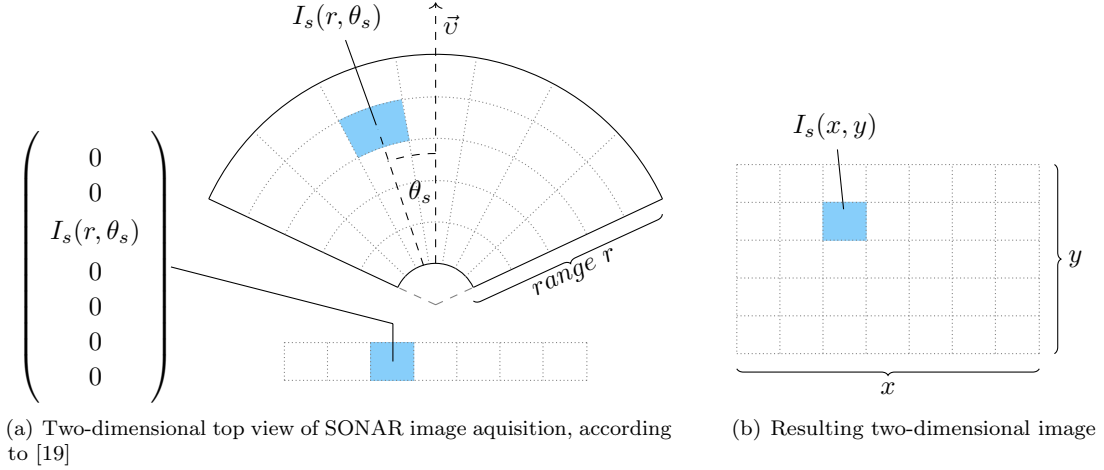 I_s(r, θ_s)
v⃗
0
0
I_s(r, θ_s)
0
0
0
0
θ_s
range r
I_s(x, y)
y
x
(a) Two-dimensional top view of SONAR image aquisition, according
to [19]
(b) Resulting two-dimensional image